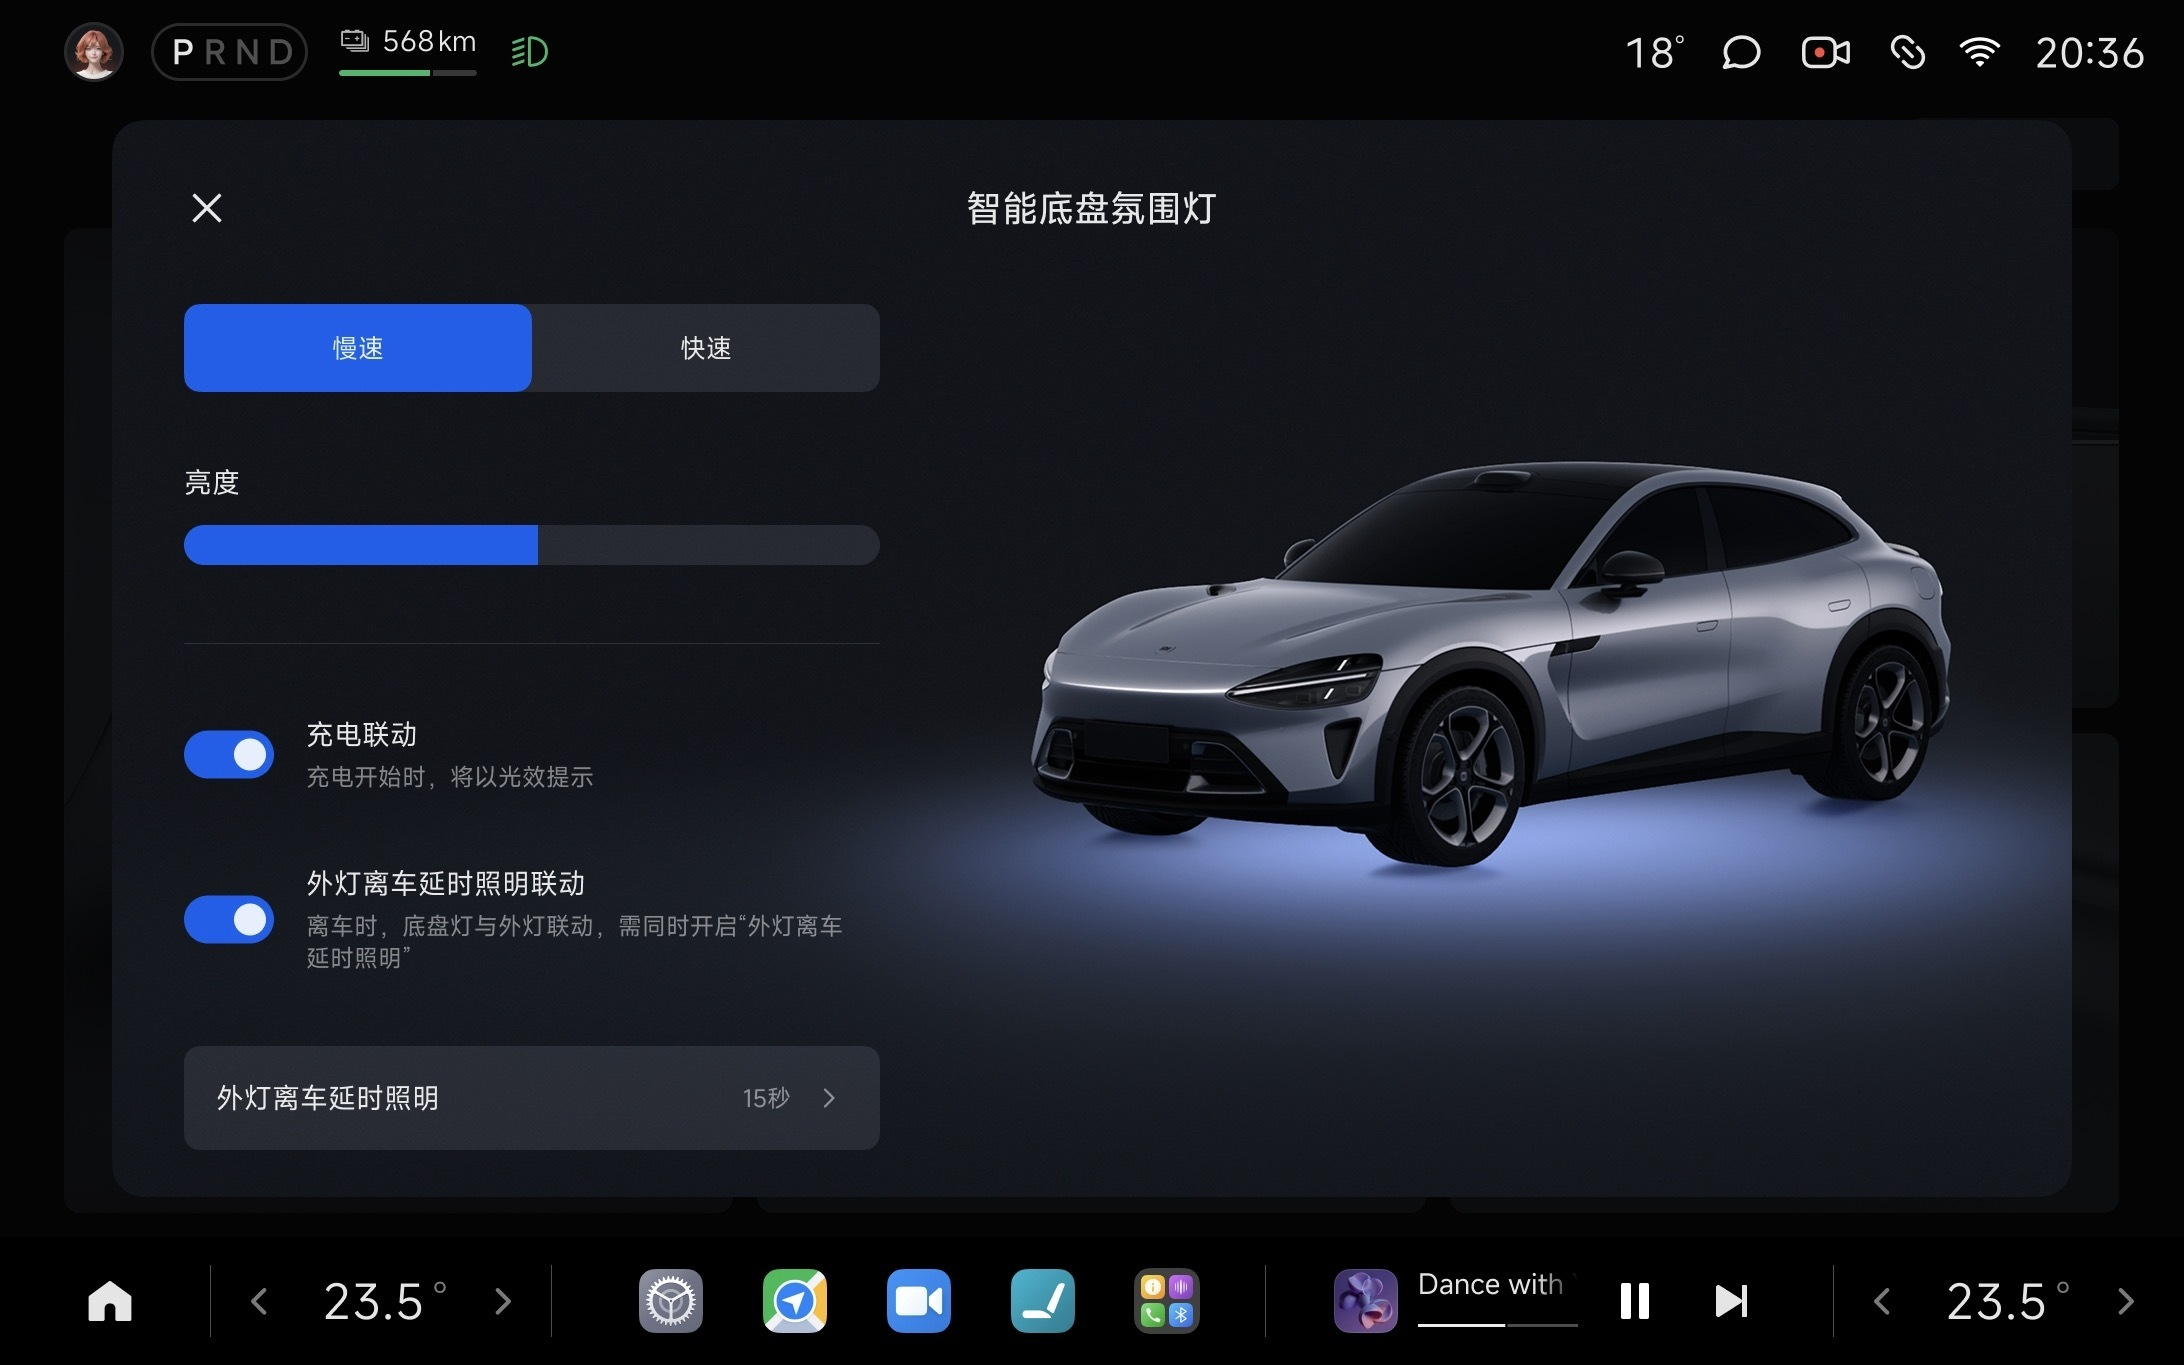 PRND
568km
18°
20:36
智能底盘氛围灯
慢速
快速
亮度
充电联动
充电开始时，将以光效提示
外灯离车延时照明联动
离车时，底盘灯与外灯联动，需同时开启“外灯离车
延时照明”
外灯离车延时照明
15秒
23.5°
Dance with
23.5°